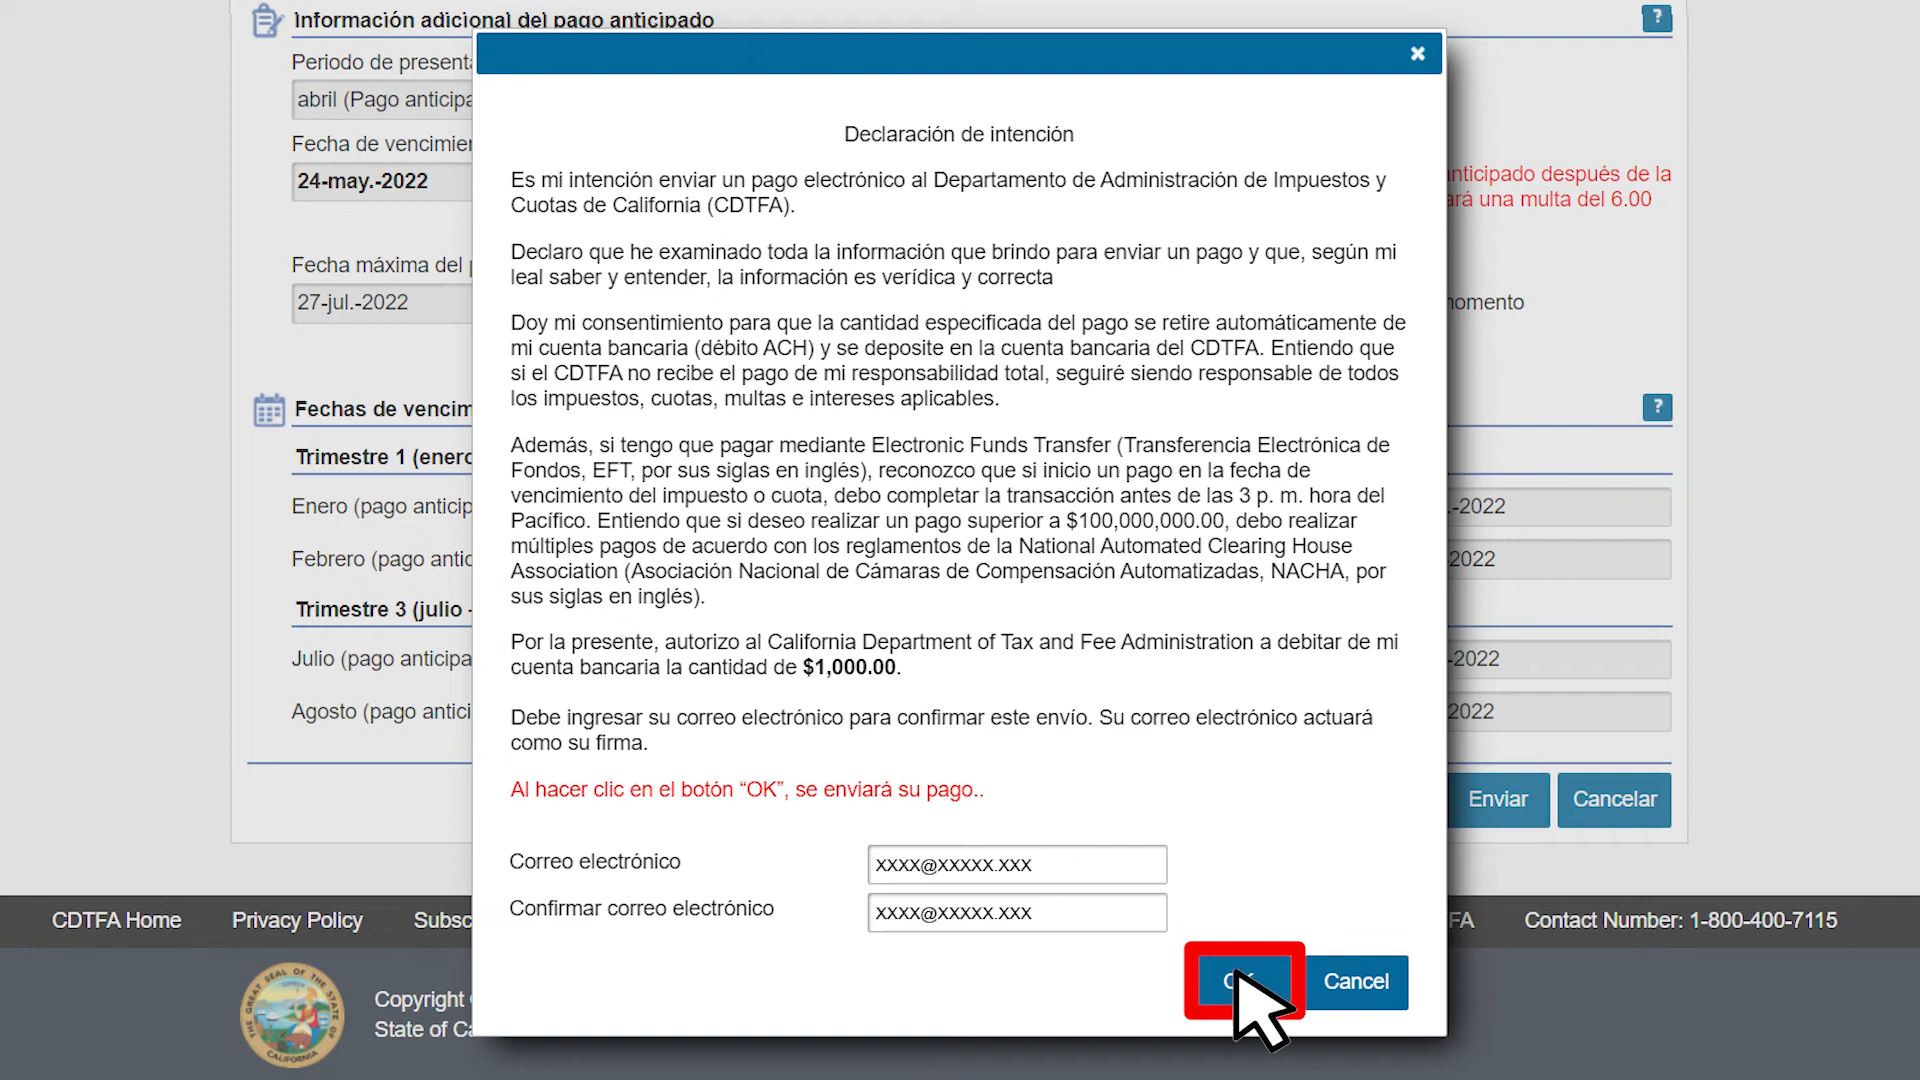 Información adicional del pago anticipado
?
Periodo de present
abril (Pago anticipa
Fecha de vencimie
24-may.-2022
nticipado después de la
ará una multa del 6.00
Fecha máxima del
27-jul.-2022
momento
Fechas de vencim
?
Trimestre 1 (enero
Enero (pago anticip
-2022
Febrero (pago antic
2022
Trimestre 3 (julio -
Julio (pago anticipa
-2022
Agosto (pago antici
2022
Enviar
Cancelar
Declaración de intención
Es mi intención enviar un pago electrónico al Departamento de Administración de Impuestos y
Cuotas de California (CDTFA).
Declaro que he examinado toda la información que brindo para enviar un pago y que, según mi
leal saber y entender, la información es verídica y correcta
Doy mi consentimiento para que la cantidad especificada del pago se retire automáticamente de
mi cuenta bancaria (débito ACH) y se deposite en la cuenta bancaria del CDTFA. Entiendo que
si el CDTFA no recibe el pago de mi responsabilidad total, seguiré siendo responsable de todos
los impuestos, cuotas, multas e intereses aplicables.
Además, si tengo que pagar mediante Electronic Funds Transfer (Transferencia Electrónica de
Fondos, EFT, por sus siglas en inglés), reconozco que si inicio un pago en la fecha de
vencimiento del impuesto o cuota, debo completar la transacción antes de las 3 p. m. hora del
Pacífico. Entiendo que si deseo realizar un pago superior a $100,000,000.00, debo realizar
múltiples pagos de acuerdo con los reglamentos de la National Automated Clearing House
Association (Asociación Nacional de Cámaras de Compensación Automatizadas, NACHA, por
sus siglas en inglés).
Por la presente, autorizo al California Department of Tax and Fee Administration a debitar de mi
cuenta bancaria la cantidad de $1,000.00.
Debe ingresar su correo electrónico para confirmar este envío. Su correo electrónico actuará
como su firma.
Al hacer clic en el botón “OK”, se enviará su pago..
Correo electrónico
XXXX@XXXXX.XXX
Confirmar correo electrónico
XXXX@XXXXX.XXX
OK
Cancel
CDTFA Home
Privacy Policy
Subsc
FA
Contact Number: 1-800-400-7115
THE GREAT SEAL OF THE STATE OF CALIFORNIA
Copyright
State of Ca